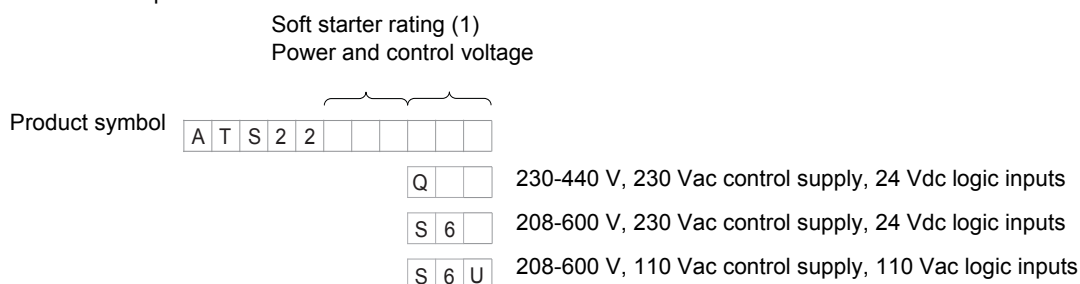 Soft starter rating (1)
Power and control voltage
Product symbol A T S 2 2
Q 230-440 V, 230 Vac control supply, 24 Vdc logic inputs
S 6 208-600 V, 230 Vac control supply, 24 Vdc logic inputs
S 6 U 208-600 V, 110 Vac control supply, 110 Vac logic inputs